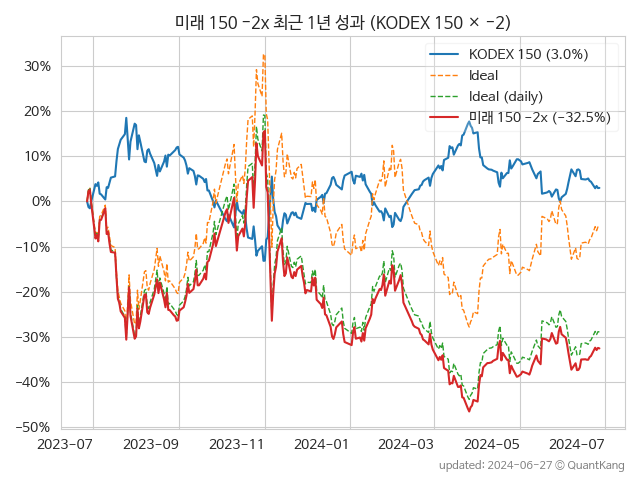 미래 150 −2x 최근 1년 성과 (KODEX 150 × −2)
KODEX 150 (3.0%)
Ideal
Ideal (daily)
미래 150 −2x (−32.5%)
30%
20%
10%
0%
−10%
−20%
−30%
−40%
−50%
2023-07
2023-09
2023-11
2024-01
2024-03
2024-05
2024-07
updated: 2024-06-27 © QuantKang